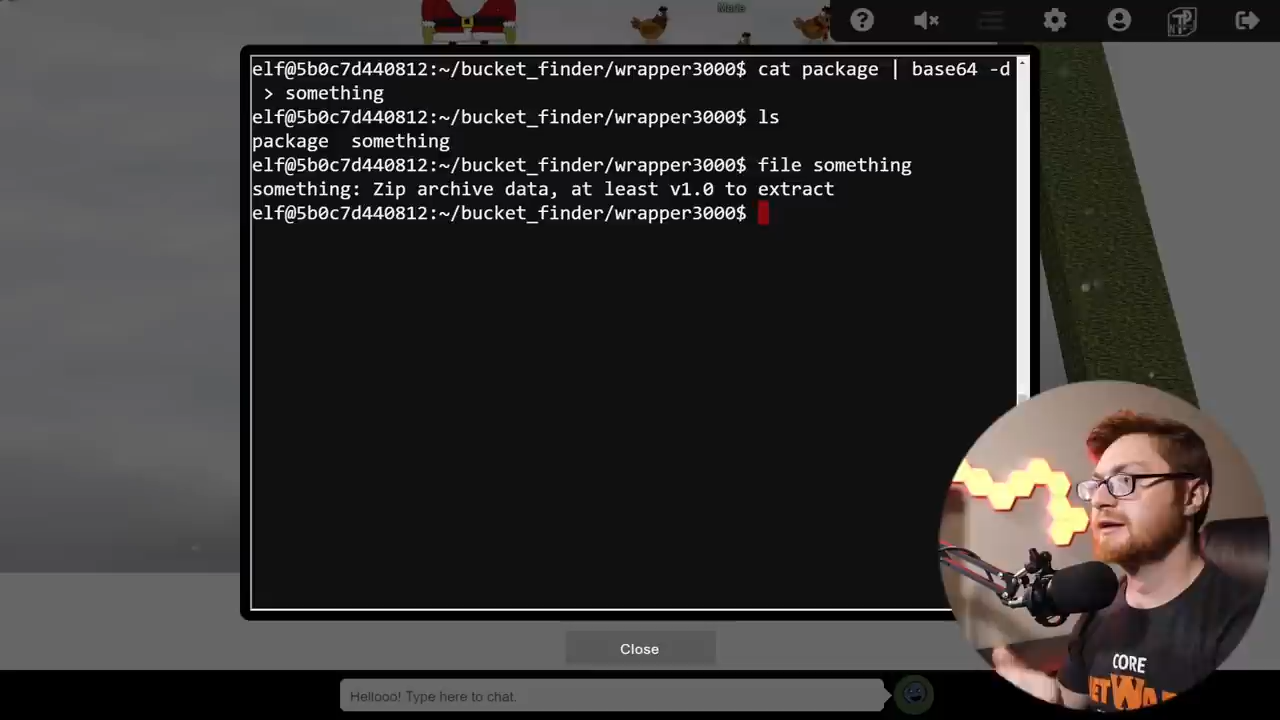 Marle
elf@5b0c7d440812:~/bucket_finder/wrapper3000$ cat package | base64 -d
> something
elf@5b0c7d440812:~/bucket_finder/wrapper3000$ ls
package  something
elf@5b0c7d440812:~/bucket_finder/wrapper3000$ file something
something: Zip archive data, at least v1.0 to extract
elf@5b0c7d440812:~/bucket_finder/wrapper3000$
Close
Hellooo! Type here to chat.
CORE